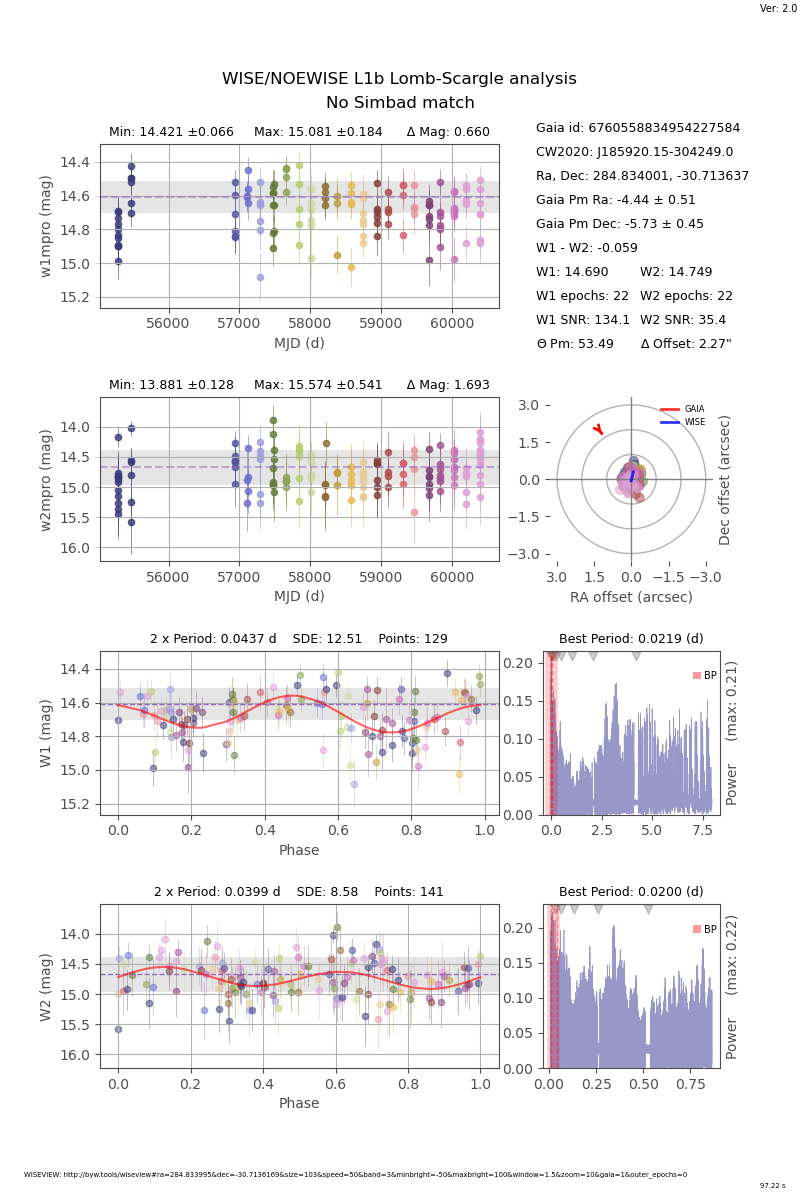 Ver: 2.0
WISE/NOEWISE L1b Lomb-Scargle analysis
No Simbad match
Min: 14.421 ±0.066 Max: 15.081 ±0.184 Δ Mag: 0.660
14.4
14.6
14.8
15.0
15.2
w1mpro (mag)
56000 57000 58000 59000 60000
MJD (d)
Gaia id: 6760558834954227584
CW2020: J185920.15-304249.0
Ra, Dec: 284.834001, -30.713637
Gaia Pm Ra: -4.44 ± 0.51
Gaia Pm Dec: -5.73 ± 0.45
W1 - W2: -0.059
W1: 14.690 W2: 14.749
W1 epochs: 22 W2 epochs: 22
W1 SNR: 134.1 W2 SNR: 35.4
Θ Pm: 53.49 Δ Offset: 2.27"
Min: 13.881 ±0.128 Max: 15.574 ±0.541 Δ Mag: 1.693
14.0
14.5
15.0
15.5
16.0
w2mpro (mag)
56000 57000 58000 59000 60000
MJD (d)
GAIA
WISE
3.0
1.5
0.0
−1.5
−3.0
3.0 1.5 0.0 −1.5 −3.0
RA offset (arcsec)
Dec offset (arcsec)
2 x Period: 0.0437 d SDE: 12.51 Points: 129
14.4
14.6
14.8
15.0
15.2
W1 (mag)
0.0 0.2 0.4 0.6 0.8 1.0
Phase
Best Period: 0.0219 (d)
BP
0.20
0.15
0.10
0.05
0.00
0.0 2.5 5.0 7.5
Power (max: 0.21)
2 x Period: 0.0399 d SDE: 8.58 Points: 141
14.0
14.5
15.0
15.5
16.0
W2 (mag)
0.0 0.2 0.4 0.6 0.8 1.0
Phase
Best Period: 0.0200 (d)
BP
0.20
0.15
0.10
0.05
0.00
0.00 0.25 0.50 0.75
Power (max: 0.22)
WISEVIEW: http://byw.tools/wiseview#ra=284.833995&dec=-30.7136169&size=103&speed=50&band=3&minbright=-50&maxbright=100&window=1.5&zoom=10&gaia=1&outer_epochs=0
97.22 s